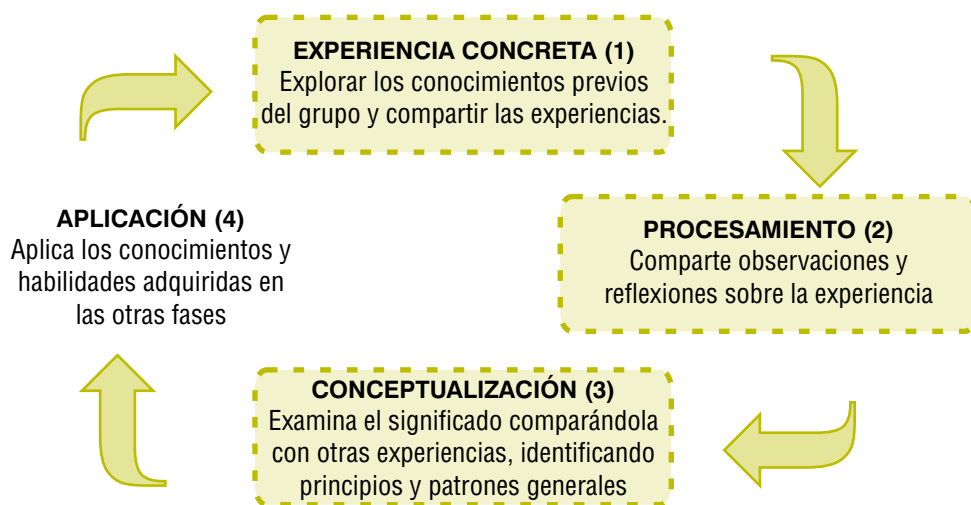 EXPERIENCIA CONCRETA (1)
Explorar los conocimientos previos
del grupo y compartir las experiencias.
PROCESAMIENTO (2)
Comparte observaciones y
reflexiones sobre la experiencia
CONCEPTUALIZACIÓN (3)
Examina el significado comparándola
con otras experiencias, identificando
principios y patrones generales
APLICACIÓN (4)
Aplica los conocimientos y
habilidades adquiridas en
las otras fases